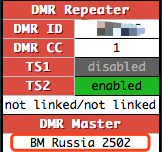 DMR Repeater
DMR ID
DMR CC 1
TS1 disabled
TS2 enabled
not linked/not linked
DMR Master
BM Russia 2502